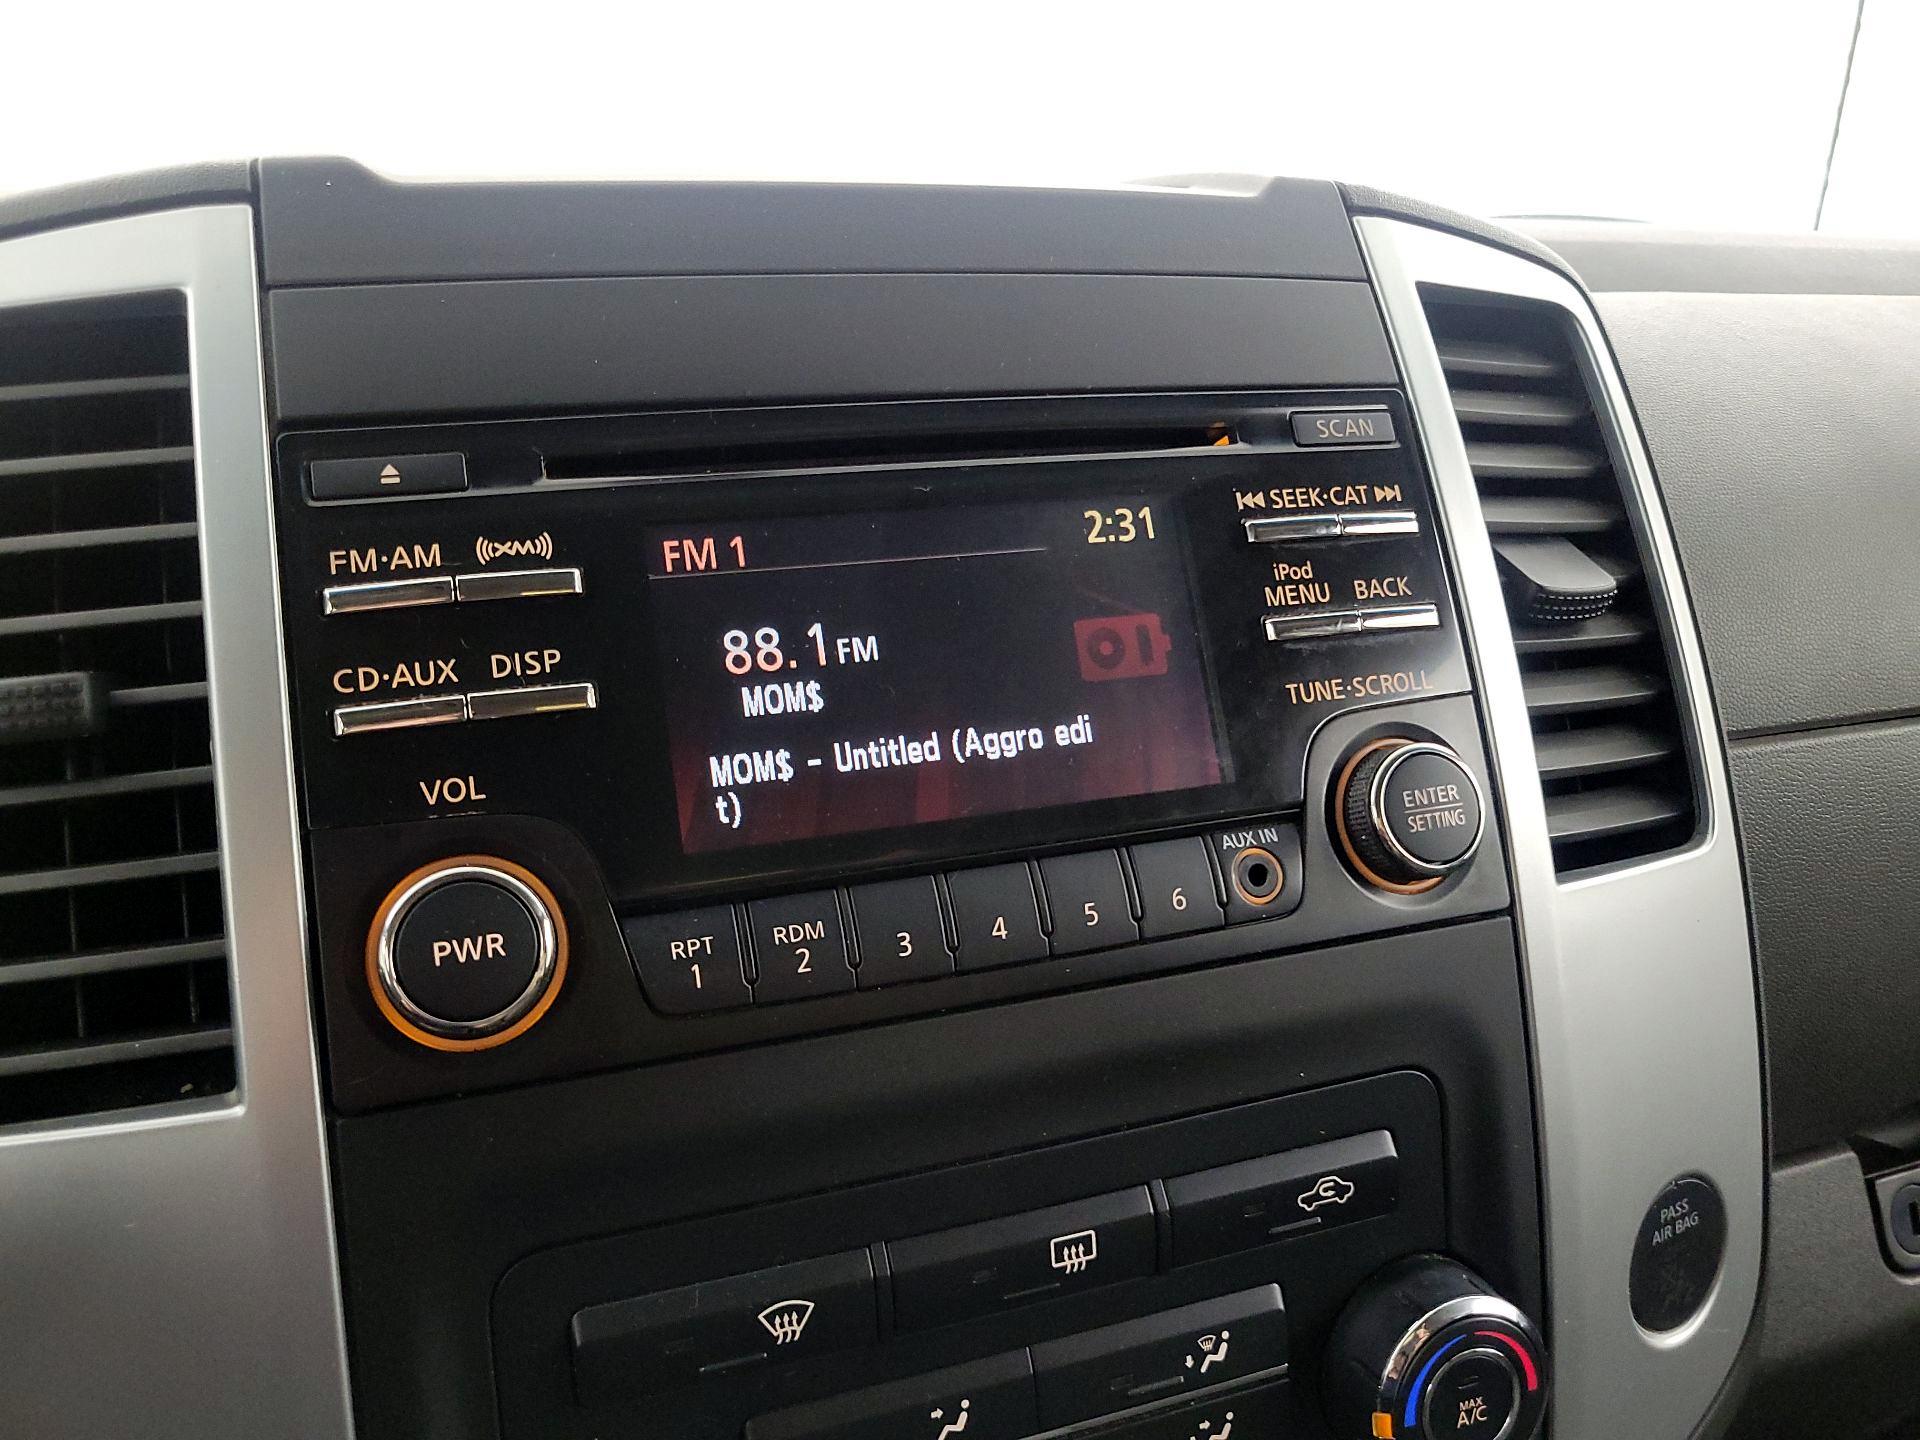 SCAN
FM·AM
XM
FM 1
2:31
SEEK·CAT
iPod
MENU
BACK
CD·AUX
DISP
88.1 FM
MOM$
MOM$ - Untitled (Aggro edi
t)
TUNE·SCROLL
VOL
ENTER
SETTING
AUX IN
PWR
RPT
1
RDM
2
3
4
5
6
PASS
AIR BAG
MAX
A/C